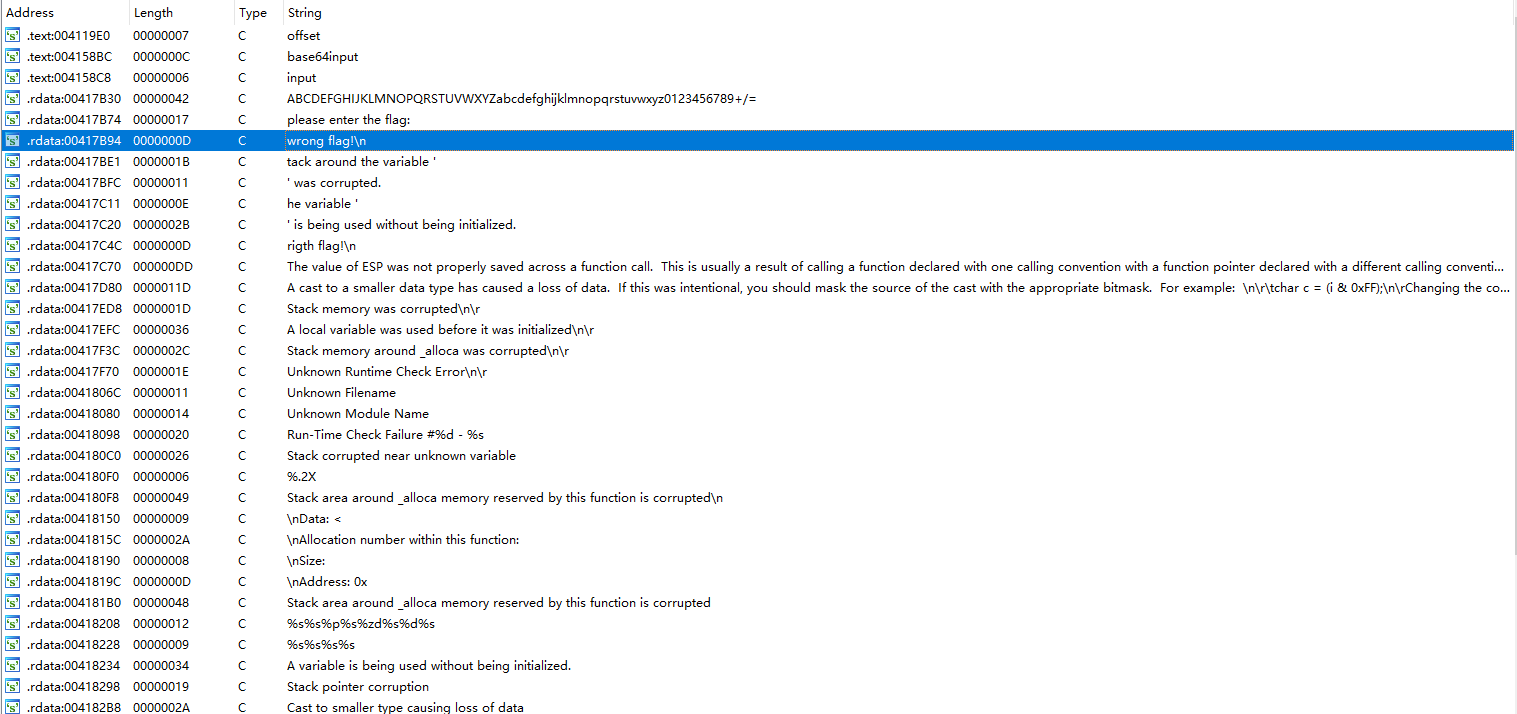 Address Length Type String
.text:004119E0 00000007 C offset
.text:004158BC 0000000C C base64input
.text:004158C8 00000006 C input
.rdata:00417B30 00000042 C ABCDEFGHIJKLMNOPQRSTUVWXYZabcdefghijklmnopqrstuvwxyz0123456789+/=
.rdata:00417B74 00000017 C please enter the flag:
.rdata:00417B94 0000000D C wrong flag!\n
.rdata:00417BE1 0000001B C tack around the variable '
.rdata:00417BFC 00000011 C ' was corrupted.
.rdata:00417C11 0000000E C he variable '
.rdata:00417C20 0000002B C ' is being used without being initialized.
.rdata:00417C4C 0000000D C rigth flag!\n
.rdata:00417C70 000000DD C The value of ESP was not properly saved across a function call.  This is usually a result of calling a function declared with one calling convention with a function pointer declared with a different calling conventi...
.rdata:00417D80 0000011D C A cast to a smaller data type has caused a loss of data.  If this was intentional, you should mask the source of the cast with the appropriate bitmask.  For example:  \n\r\tchar c = (i & 0xFF);\n\rChanging the co...
.rdata:00417ED8 0000001D C Stack memory was corrupted\n\r
.rdata:00417EFC 00000036 C A local variable was used before it was initialized\n\r
.rdata:00417F3C 0000002C C Stack memory around _alloca was corrupted\n\r
.rdata:00417F70 0000001E C Unknown Runtime Check Error\n\r
.rdata:0041806C 00000011 C Unknown Filename
.rdata:00418080 00000014 C Unknown Module Name
.rdata:00418098 00000020 C Run-Time Check Failure #%d - %s
.rdata:004180C0 00000026 C Stack corrupted near unknown variable
.rdata:004180F0 00000006 C %.2X
.rdata:004180F8 00000049 C Stack area around _alloca memory reserved by this function is corrupted\n
.rdata:00418150 00000009 C \nData: <
.rdata:0041815C 0000002A C \nAllocation number within this function:
.rdata:00418190 00000008 C \nSize:
.rdata:0041819C 0000000D C \nAddress: 0x
.rdata:004181B0 00000048 C Stack area around _alloca memory reserved by this function is corrupted
.rdata:00418208 00000012 C %s%s%p%s%zd%s%d%s
.rdata:00418228 00000009 C %s%s%s%s
.rdata:00418234 00000034 C A variable is being used without being initialized.
.rdata:00418298 00000019 C Stack pointer corruption
.rdata:004182B8 0000002A C Cast to smaller type causing loss of data